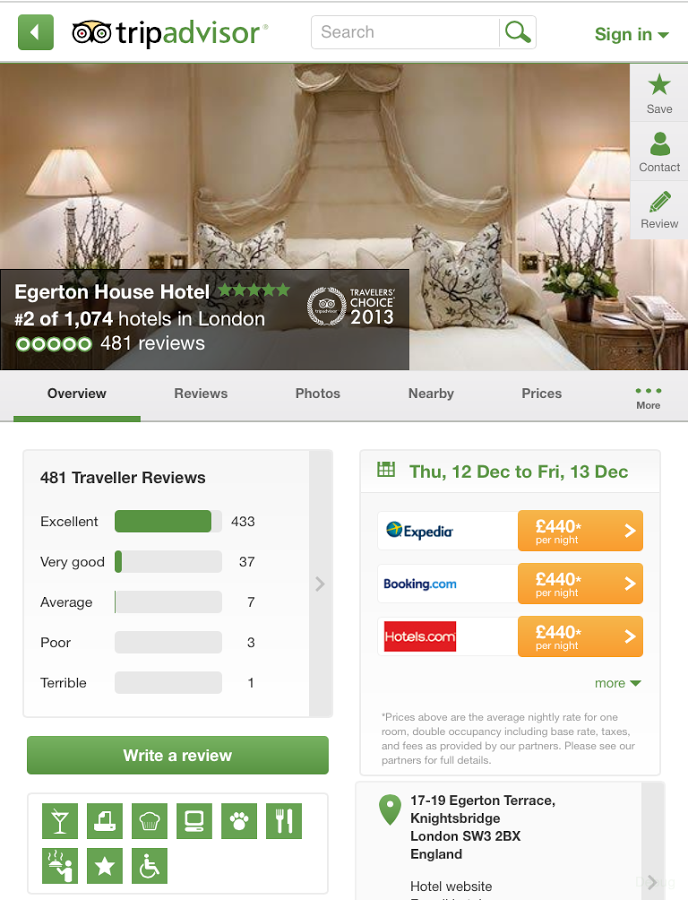 tripadvisor®
Search
Sign in
Save
Contact
Review
Egerton House Hotel
#2 of 1,074 hotels in London
481 reviews
TRAVELERS'
CHOICE
2013
tripadvisor
Overview
Reviews
Photos
Nearby
Prices
More
481 Traveller Reviews
Excellent 433
Very good 37
Average 7
Poor 3
Terrible 1
Write a review
Thu, 12 Dec to Fri, 13 Dec
Expedia £440*
per night
Booking.com £440*
per night
Hotels.com £440*
per night
more
*Prices above are the average nightly rate for one
room, double occupancy including base rate, taxes,
and fees as provided by our partners. Please see our
partners for full details.
17-19 Egerton Terrace,
Knightsbridge
London SW3 2BX
England
Hotel website